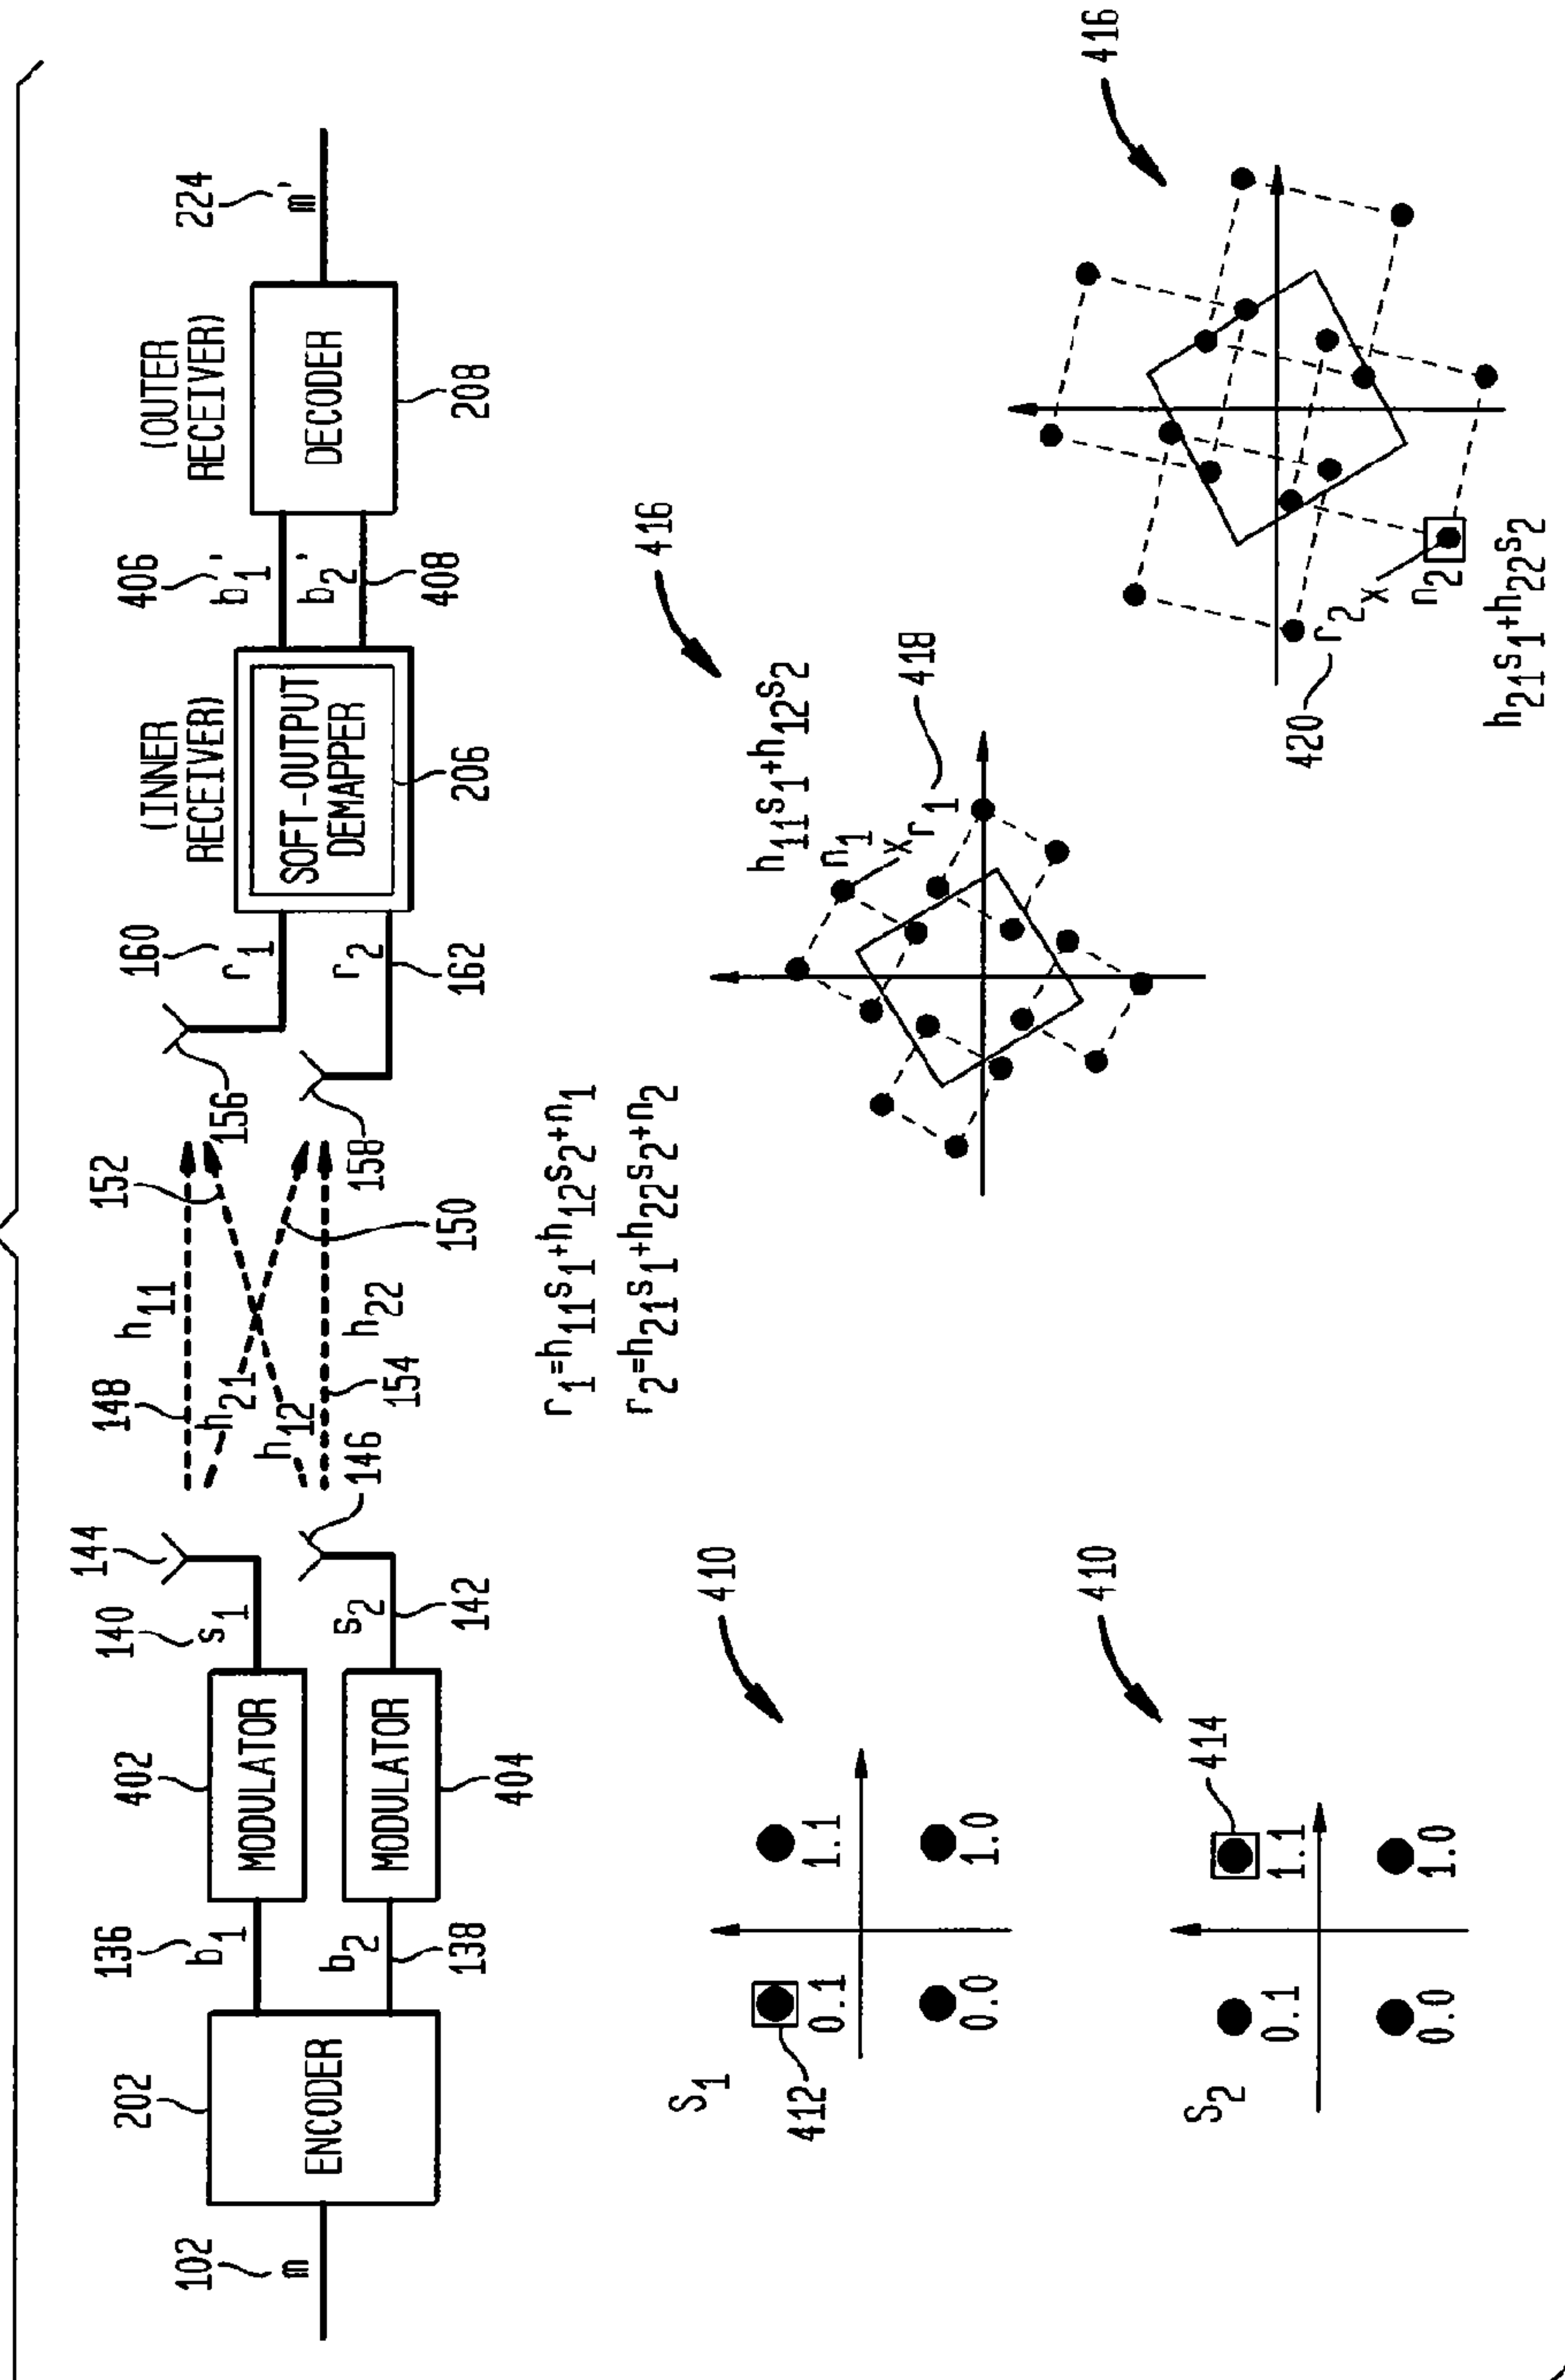 102
m
202
ENCODER
136
b1
b2
138
402
MODULATOR
MODULATOR
404
140
s1
s2
142
144
146
148
h11
h21
h12
h22
154
152
150
156
158
160
r1
r2
162
(INNER
RECEIVER)
SOFT-OUTPUT
DEMAPPER
206
406
b1'
b2'
408
(OUTER
RECEIVER)
DECODER
208
224
m'
r1=h11s1+h12s2+n1
r2=h21s1+h22s2+n2
S1
412
0.1
1.1
0.0
1.0
410
S2
0.1
1.1
414
0.0
1.0
410
h11s1+h12s2
n1
x
r1
418
416
416
420
r2
x
n2
h21s1+h22s2